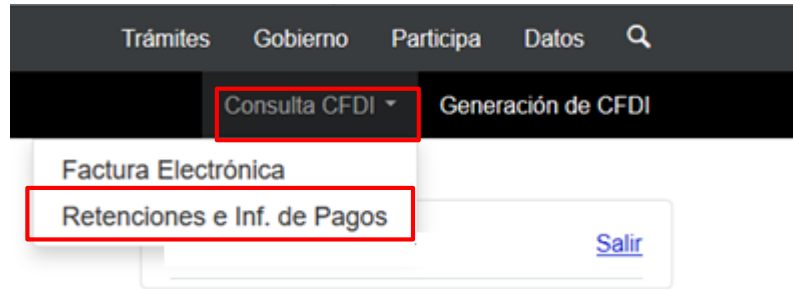 Trámites Gobierno Participa Datos
Consulta CFDI Generación de CFDI
Factura Electrónica
Retenciones e Inf. de Pagos
Salir